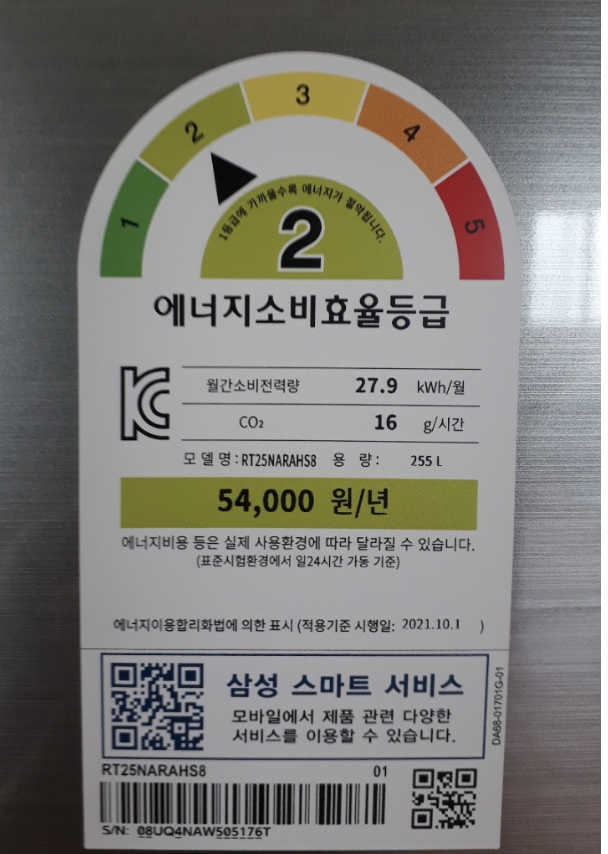 1
2
3
4
5
1등급에 가까울수록 에너지가 절약됩니다.
2
에너지소비효율등급
월간소비전력량 27.9 kWh/월
CO₂ 16 g/시간
모 델 명 : RT25NARAHS8 용 량 : 255 L
54,000 원/년
에너지비용 등은 실제 사용환경에 따라 달라질 수 있습니다.
(표준시험환경에서 일24시간 가동 기준)
에너지이용합리화법에 의한 표시 (적용기준 시행일: 2021.10.1 )
삼성 스마트 서비스
모바일에서 제품 관련 다양한
서비스를 이용할 수 있습니다.
DA68-01701G-01
RT25NARAHS8 01
S/N: 08UQ4NAW505176T